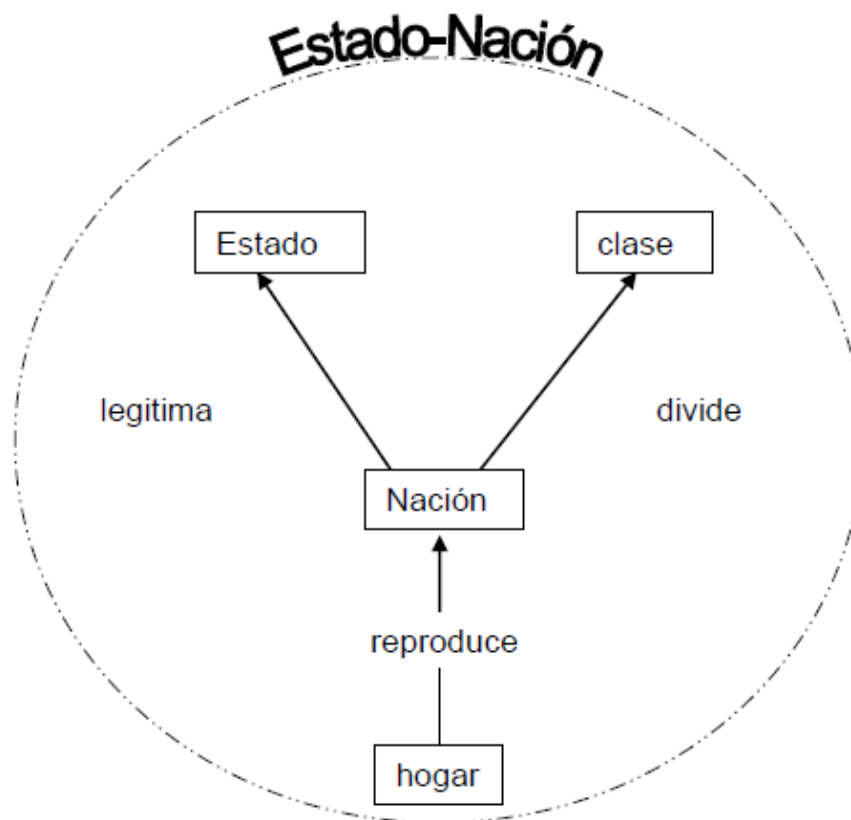 Estado-Nación
Estado
clase
legitima
divide
Nación
reproduce
hogar